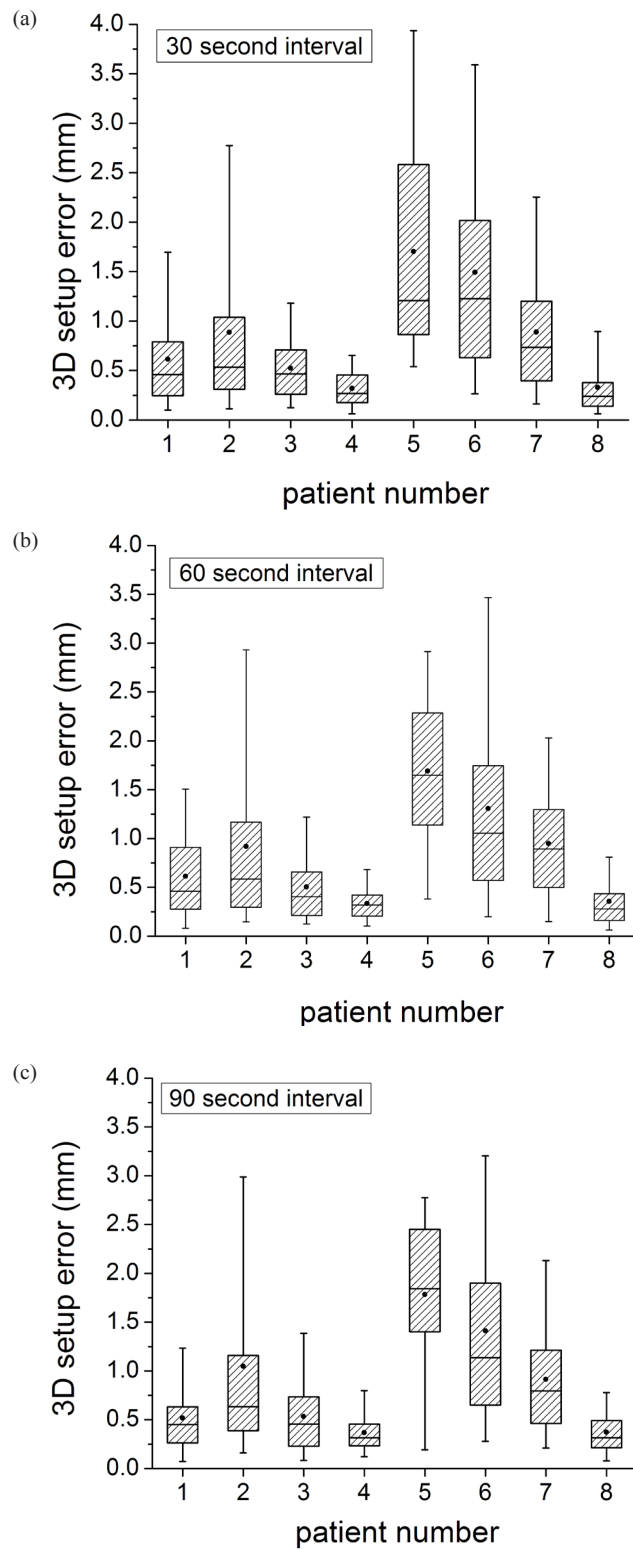 (a)
30 second interval
3D setup error (mm)
4.0
3.5
3.0
2.5
2.0
1.5
1.0
0.5
0.0
1 2 3 4 5 6 7 8
patient number
(b)
60 second interval
3D setup error (mm)
4.0
3.5
3.0
2.5
2.0
1.5
1.0
0.5
0.0
1 2 3 4 5 6 7 8
patient number
(c)
90 second interval
3D setup error (mm)
4.0
3.5
3.0
2.5
2.0
1.5
1.0
0.5
0.0
1 2 3 4 5 6 7 8
patient number